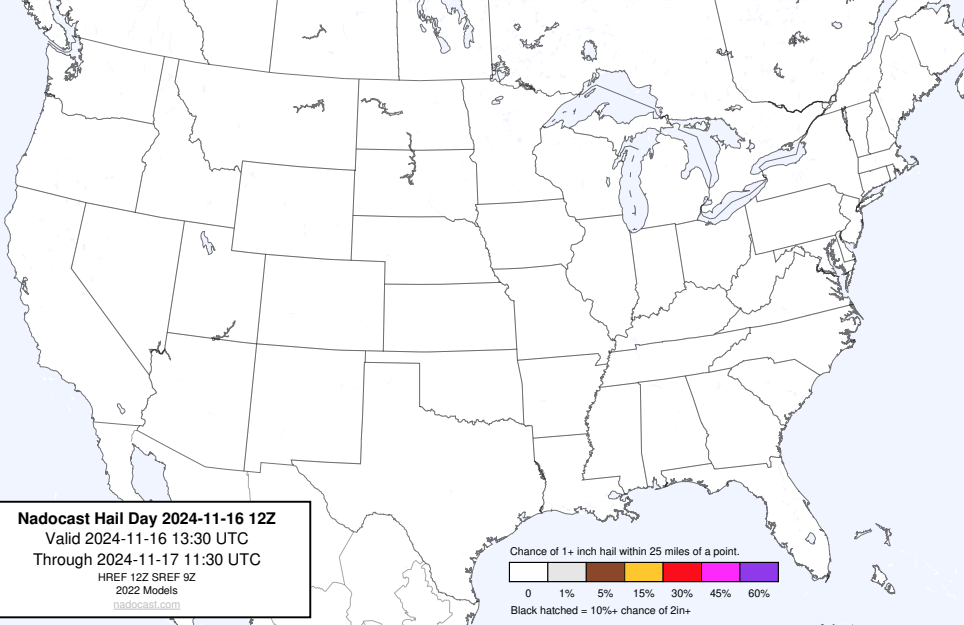 Nadocast Hail Day 2024-11-16 12Z
Valid 2024-11-16 13:30 UTC
Through 2024-11-17 11:30 UTC
HREF 12Z SREF 9Z
2022 Models
nadocast.com
Chance of 1+ inch hail within 25 miles of a point.
0 1% 5% 15% 30% 45% 60%
Black hatched = 10%+ chance of 2in+